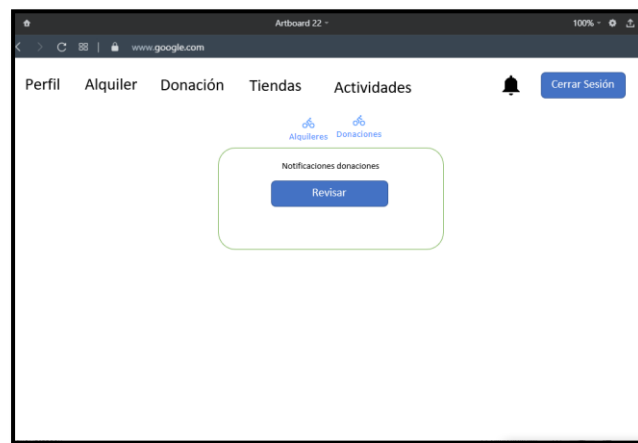 Artboard 22
100%
www.google.com
Perfil Alquiler Donación Tiendas Actividades Cerrar Sesión
Alquileres Donaciones
Notificaciones donaciones
Revisar